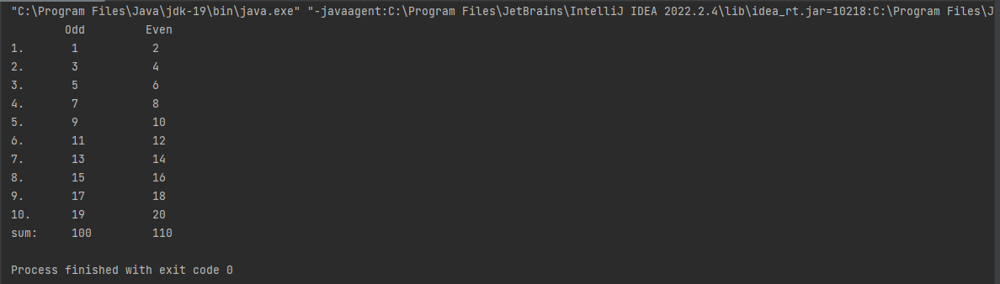 "C:\Program Files\Java\jdk-19\bin\java.exe" "-javaagent:C:\Program Files\JetBrains\IntelliJ IDEA 2022.2.4\lib\idea_rt.jar=10218:C:\Program Files\J
Odd Even
1. 1 2
2. 3 4
3. 5 6
4. 7 8
5. 9 10
6. 11 12
7. 13 14
8. 15 16
9. 17 18
10. 19 20
sum: 100 110
Process finished with exit code 0